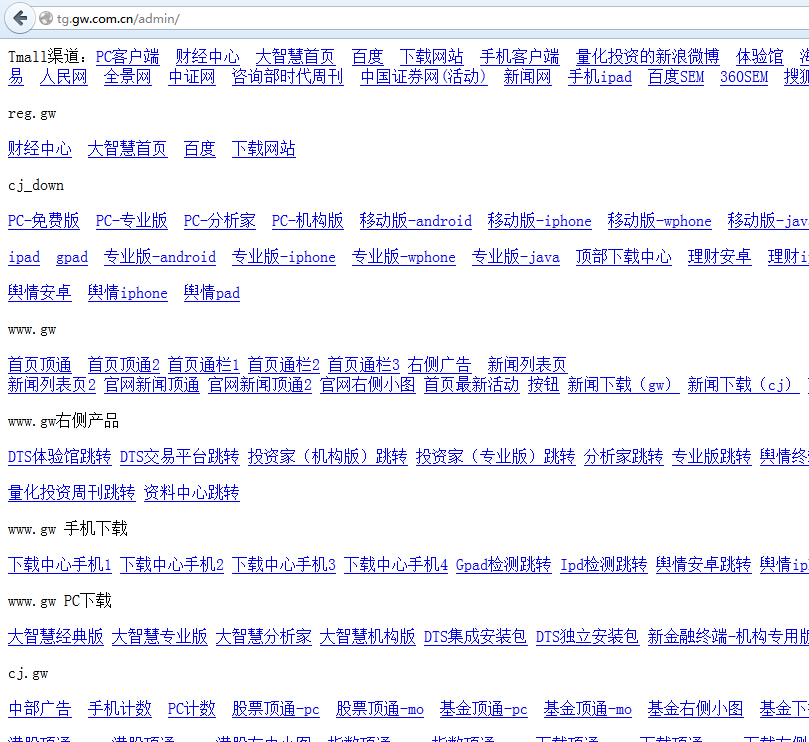 tg.gw.com.cn/admin/
Tmall渠道：PC客户端 财经中心 大智慧首页 百度 下载网站 手机客户端 量化投资的新浪微博 体验馆
易 人民网 全景网 中证网 咨询部时代周刊 中国证券网(活动) 新闻网 手机ipad 百度SEM 360SEM 搜狐
reg.gw
财经中心 大智慧首页 百度 下载网站
cj_down
PC-免费版 PC-专业版 PC-分析家 PC-机构版 移动版-android 移动版-iphone 移动版-wphone 移动版-jav
ipad gpad 专业版-android 专业版-iphone 专业版-wphone 专业版-java 顶部下载中心 理财安卓 理财i
舆情安卓 舆情iphone 舆情pad
www.gw
首页顶通 首页顶通2 首页通栏1 首页通栏2 首页通栏3 右侧广告 新闻列表页
新闻列表页2 官网新闻顶通 官网新闻顶通2 官网右侧小图 首页最新活动 按钮 新闻下载（gw） 新闻下载（cj）
www.gw右侧产品
DTS体验馆跳转 DTS交易平台跳转 投资家（机构版）跳转 投资家（专业版）跳转 分析家跳转 专业版跳转 舆情终
量化投资周刊跳转 资料中心跳转
www.gw 手机下载
下载中心手机1 下载中心手机2 下载中心手机3 下载中心手机4 Gpad检测跳转 Ipd检测跳转 舆情安卓跳转 舆情ip
www.gw PC下载
大智慧经典版 大智慧专业版 大智慧分析家 大智慧机构版 DTS集成安装包 DTS独立安装包 新金融终端-机构专用版
cj.gw
中部广告 手机计数 PC计数 股票顶通-pc 股票顶通-mo 基金顶通-pc 基金顶通-mo 基金右侧小图 基金下